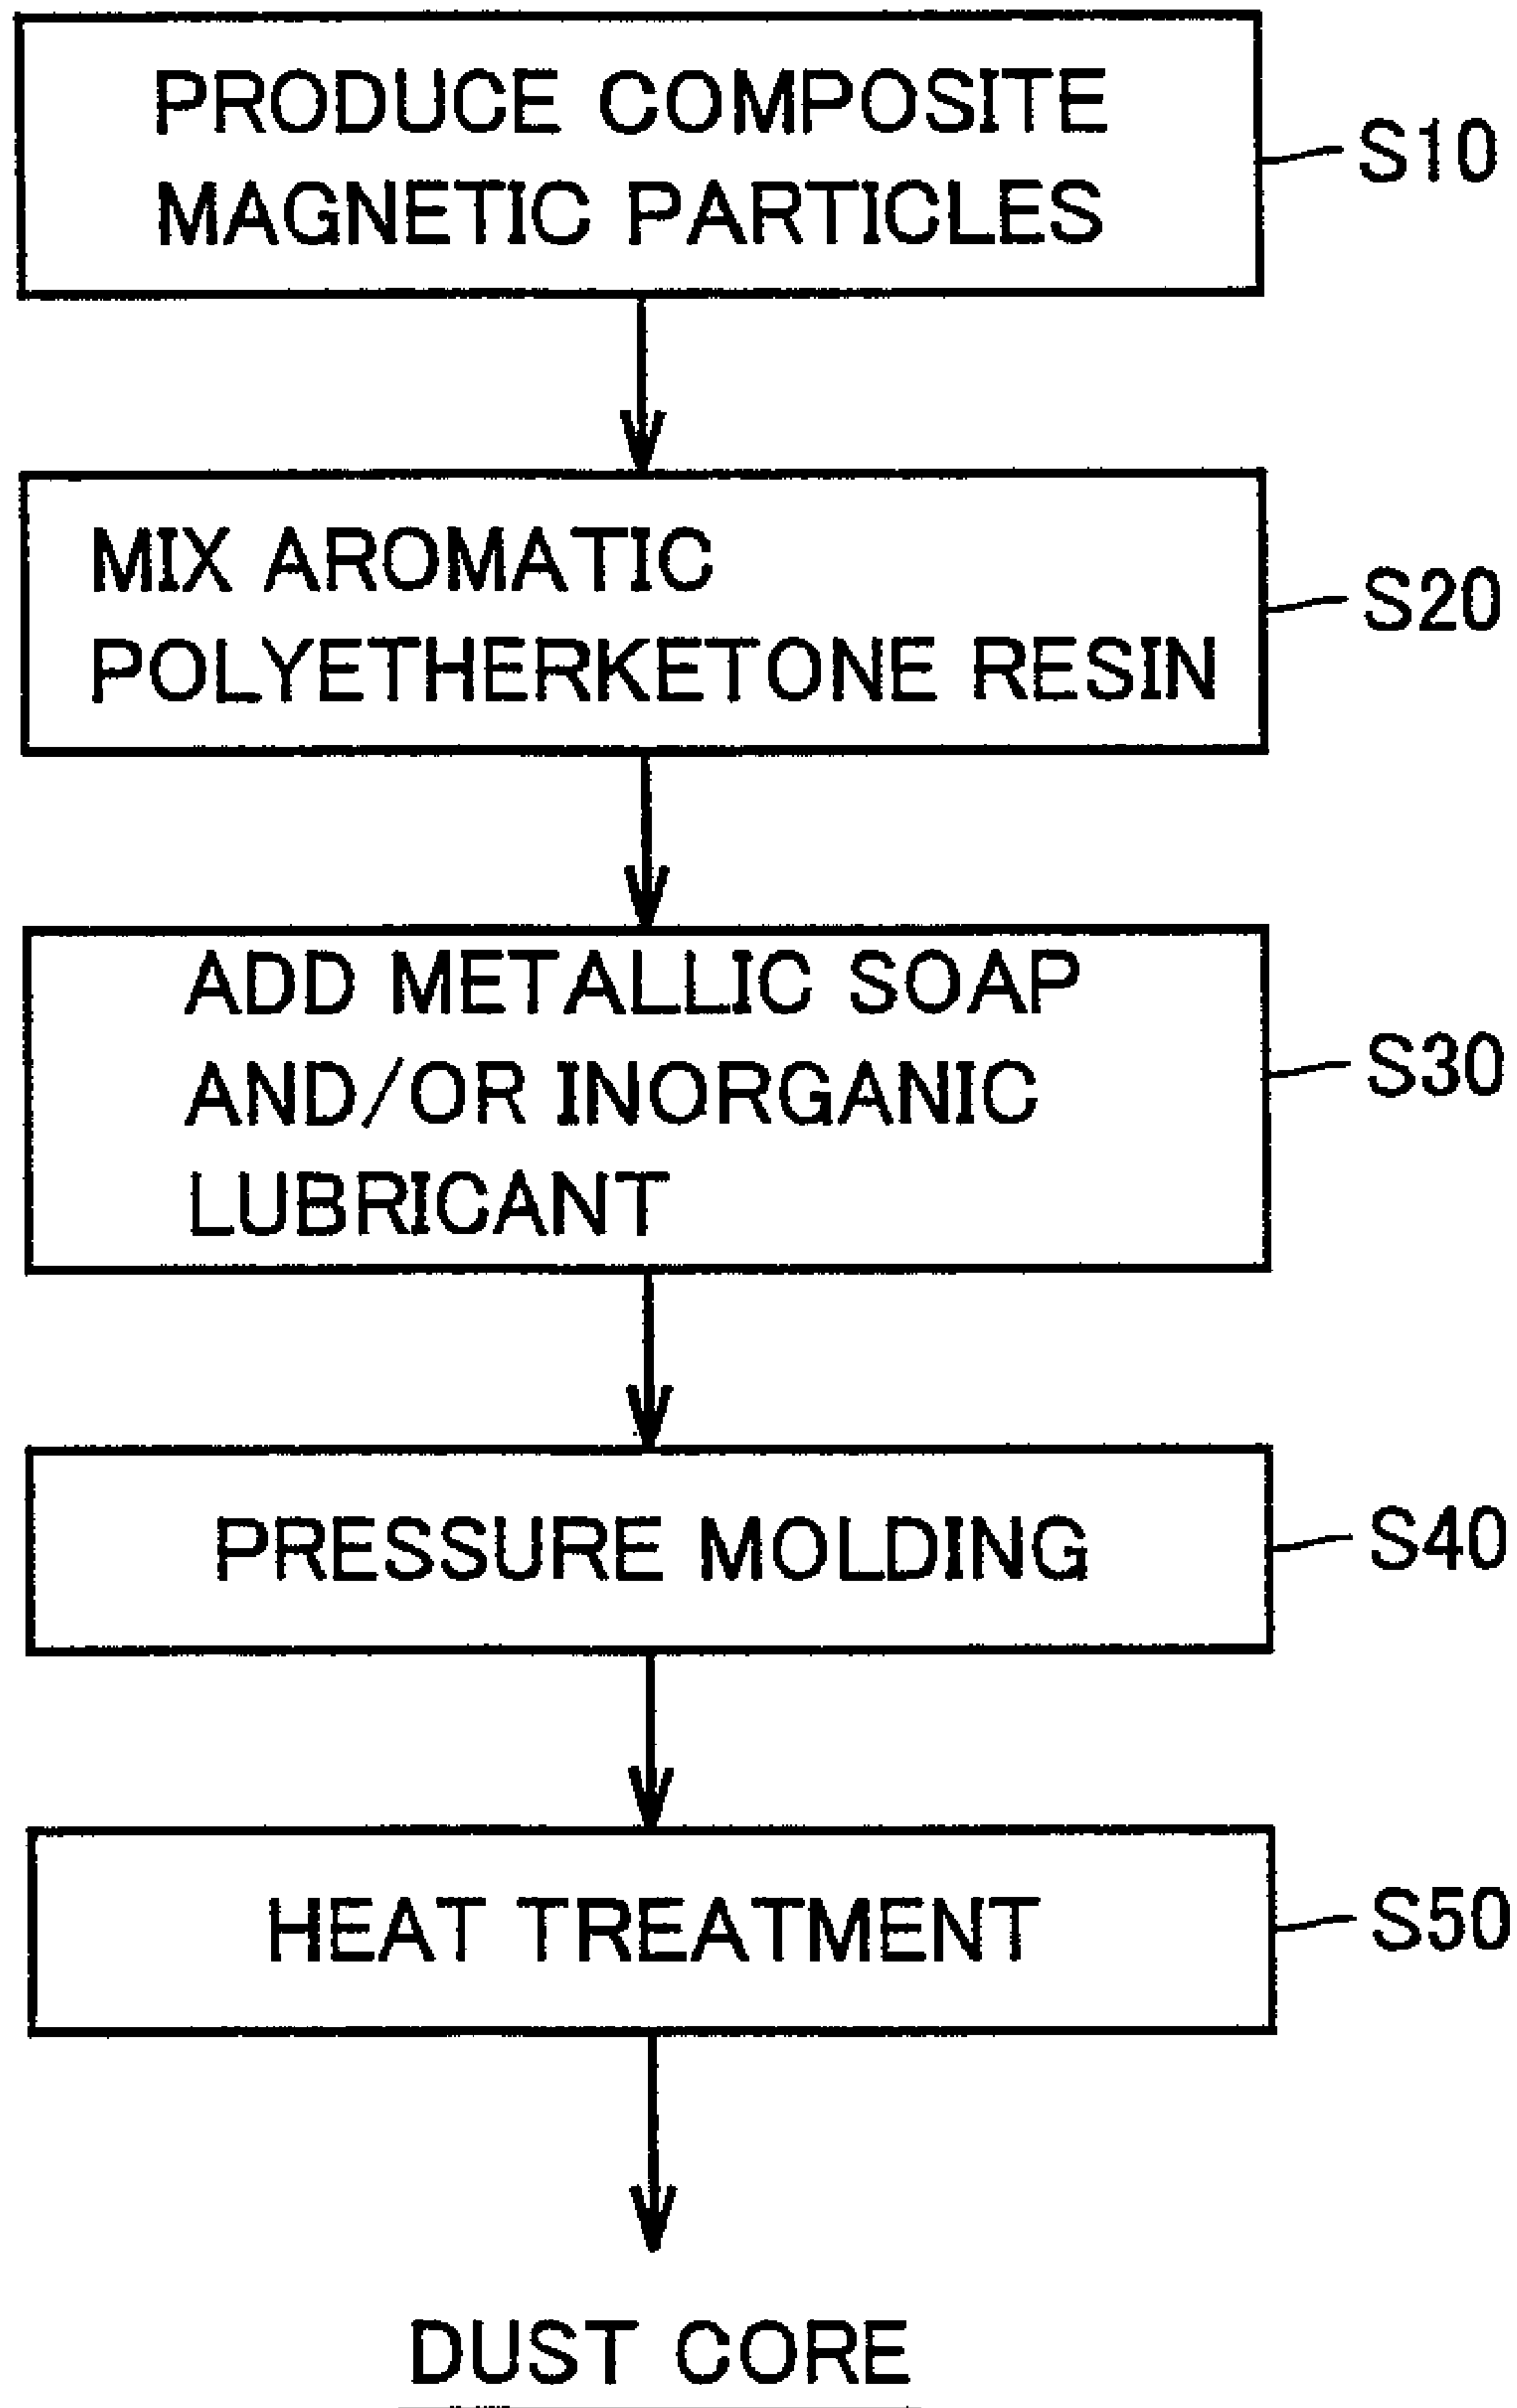 PRODUCE COMPOSITE
MAGNETIC PARTICLES
S10
MIX AROMATIC
POLYETHERKETONE RESIN
S20
ADD METALLIC SOAP
AND/OR INORGANIC
LUBRICANT
S30
PRESSURE MOLDING
S40
HEAT TREATMENT
S50
DUST CORE